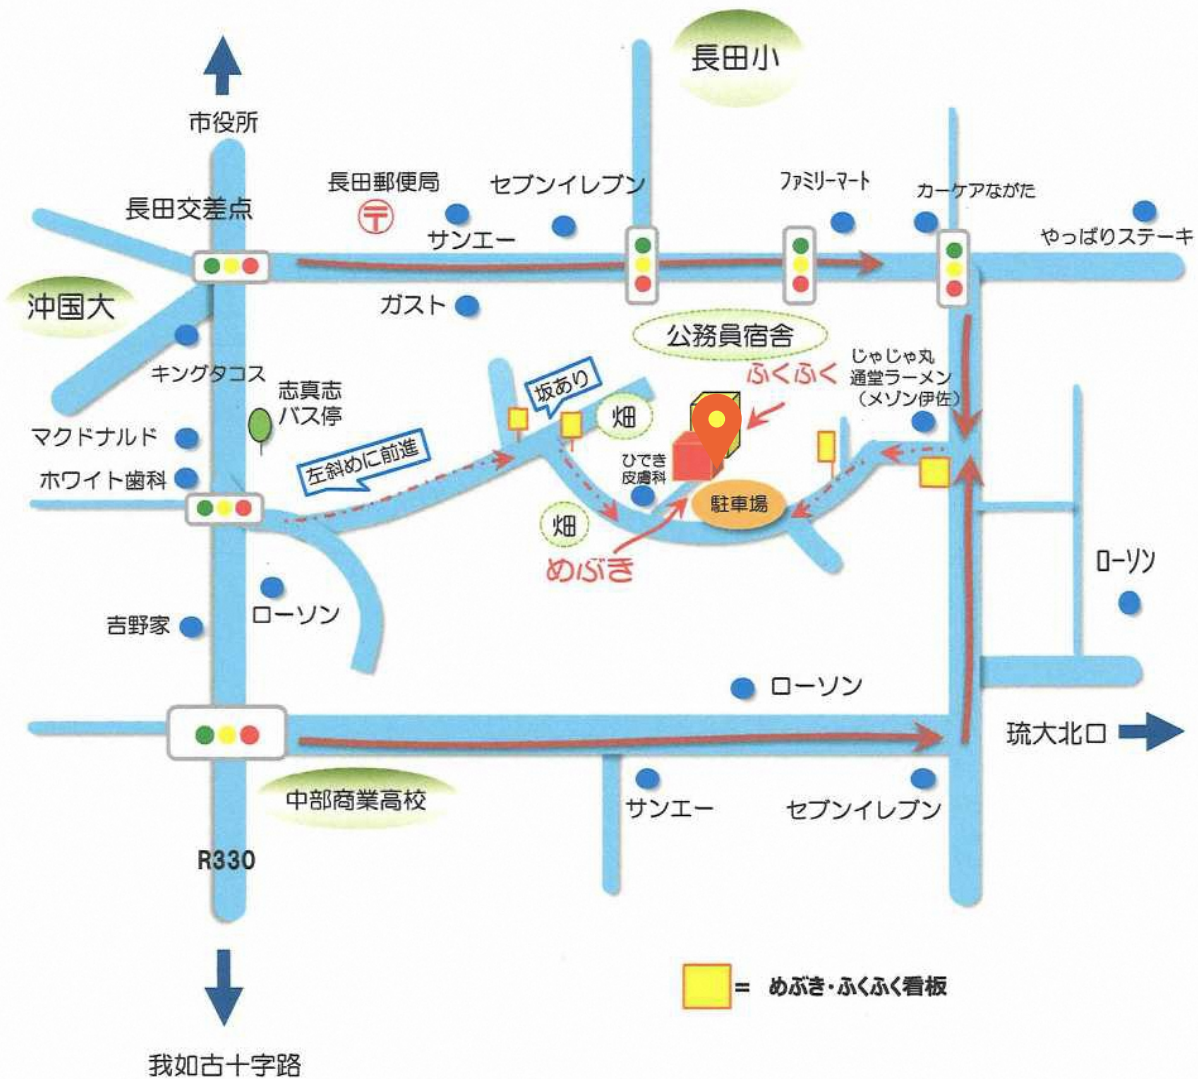 長田小
市役所
長田郵便局
セブンイレブン
ファミリーマート
カーケアながた
長田交差点
〒
サンエー
やっぱりステーキ
沖国大
ガスト
公務員宿舎
キングタコス
ふくふく
じゃじゃ丸
通堂ラーメン
(メゾン伊佐)
坂あり
志真志
バス停
畑
マクドナルド
左斜めに前進
ひでき
皮膚科
ホワイト歯科
駐車場
畑
めぶき
ローソン
ローソン
吉野家
ローソン
琉大北口
中部商業高校
サンエー
セブンイレブン
R330
= めぶき・ふくふく看板
我如古十字路